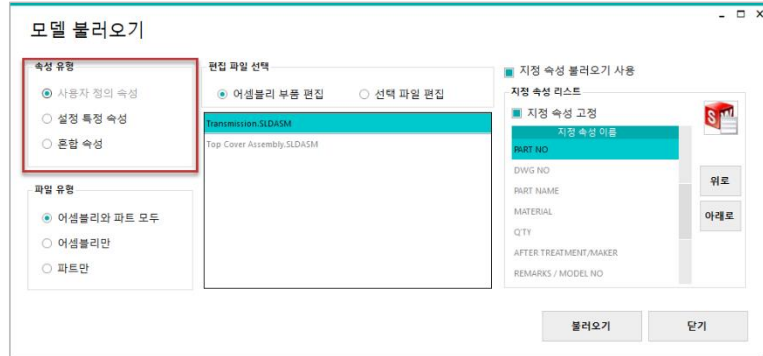 모델 불러오기
속성 유형
사용자 정의 속성
설정 특정 속성
혼합 속성
파일 유형
어셈블리와 파트 모두
어셈블리만
파트만
편집 파일 선택
어셈블리 부품 편집
선택 파일 편집
Transmission.SLDASM
Top Cover Assembly.SLDASM
지정 속성 불러오기 사용
지정 속성 리스트
지정 속성 고정
지정 속성 이름
PART NO
DWG NO
PART NAME
MATERIAL
Q'TY
AFTER TREATMENT/MAKER
REMARKS / MODEL NO
SW
위로
아래로
불러오기
닫기